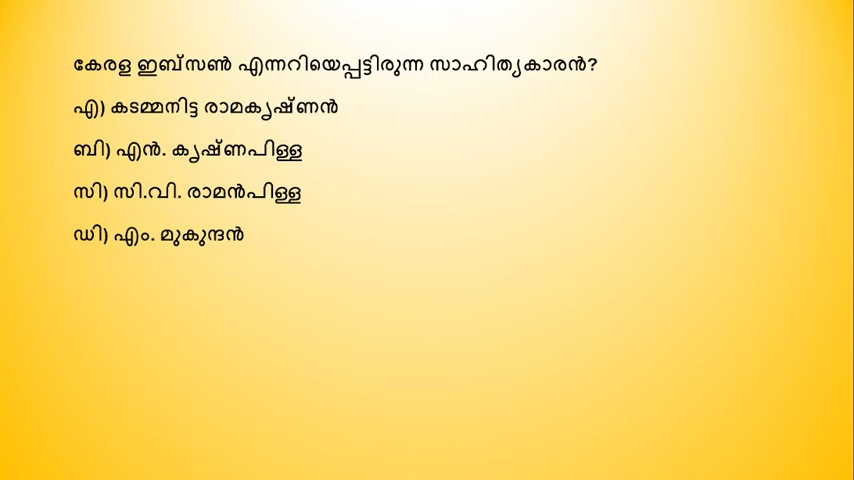 കേരള ഇബ്സൺ എന്നറിയെപ്പട്ടിരുന്ന സാഹിത്യകാരൻ?
എ) കടമ്മനിട്ട രാമകൃഷ്ണൻ
ബി) എൻ. കൃഷ്ണപിള്ള
സി) സി.വി. രാമൻപിള്ള
ഡി) എം. മുകുന്ദൻ